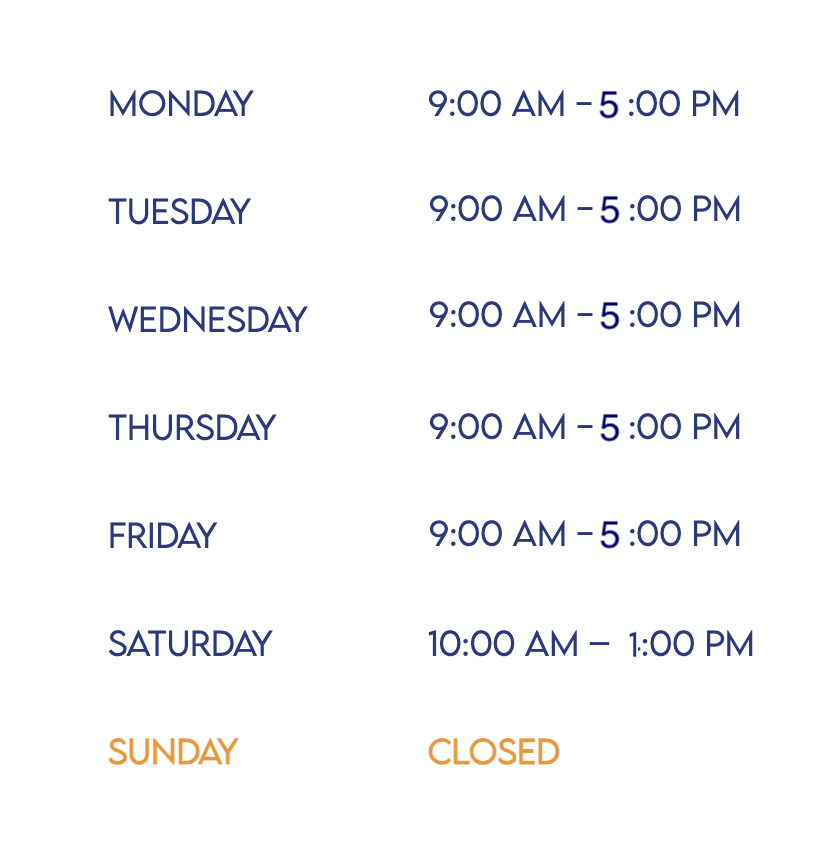 MONDAY 9:00 AM – 5 :00 PM
TUESDAY 9:00 AM – 5 :00 PM
WEDNESDAY 9:00 AM – 5 :00 PM
THURSDAY 9:00 AM – 5 :00 PM
FRIDAY 9:00 AM – 5 :00 PM
SATURDAY 10:00 AM – 1:00 PM
SUNDAY CLOSED